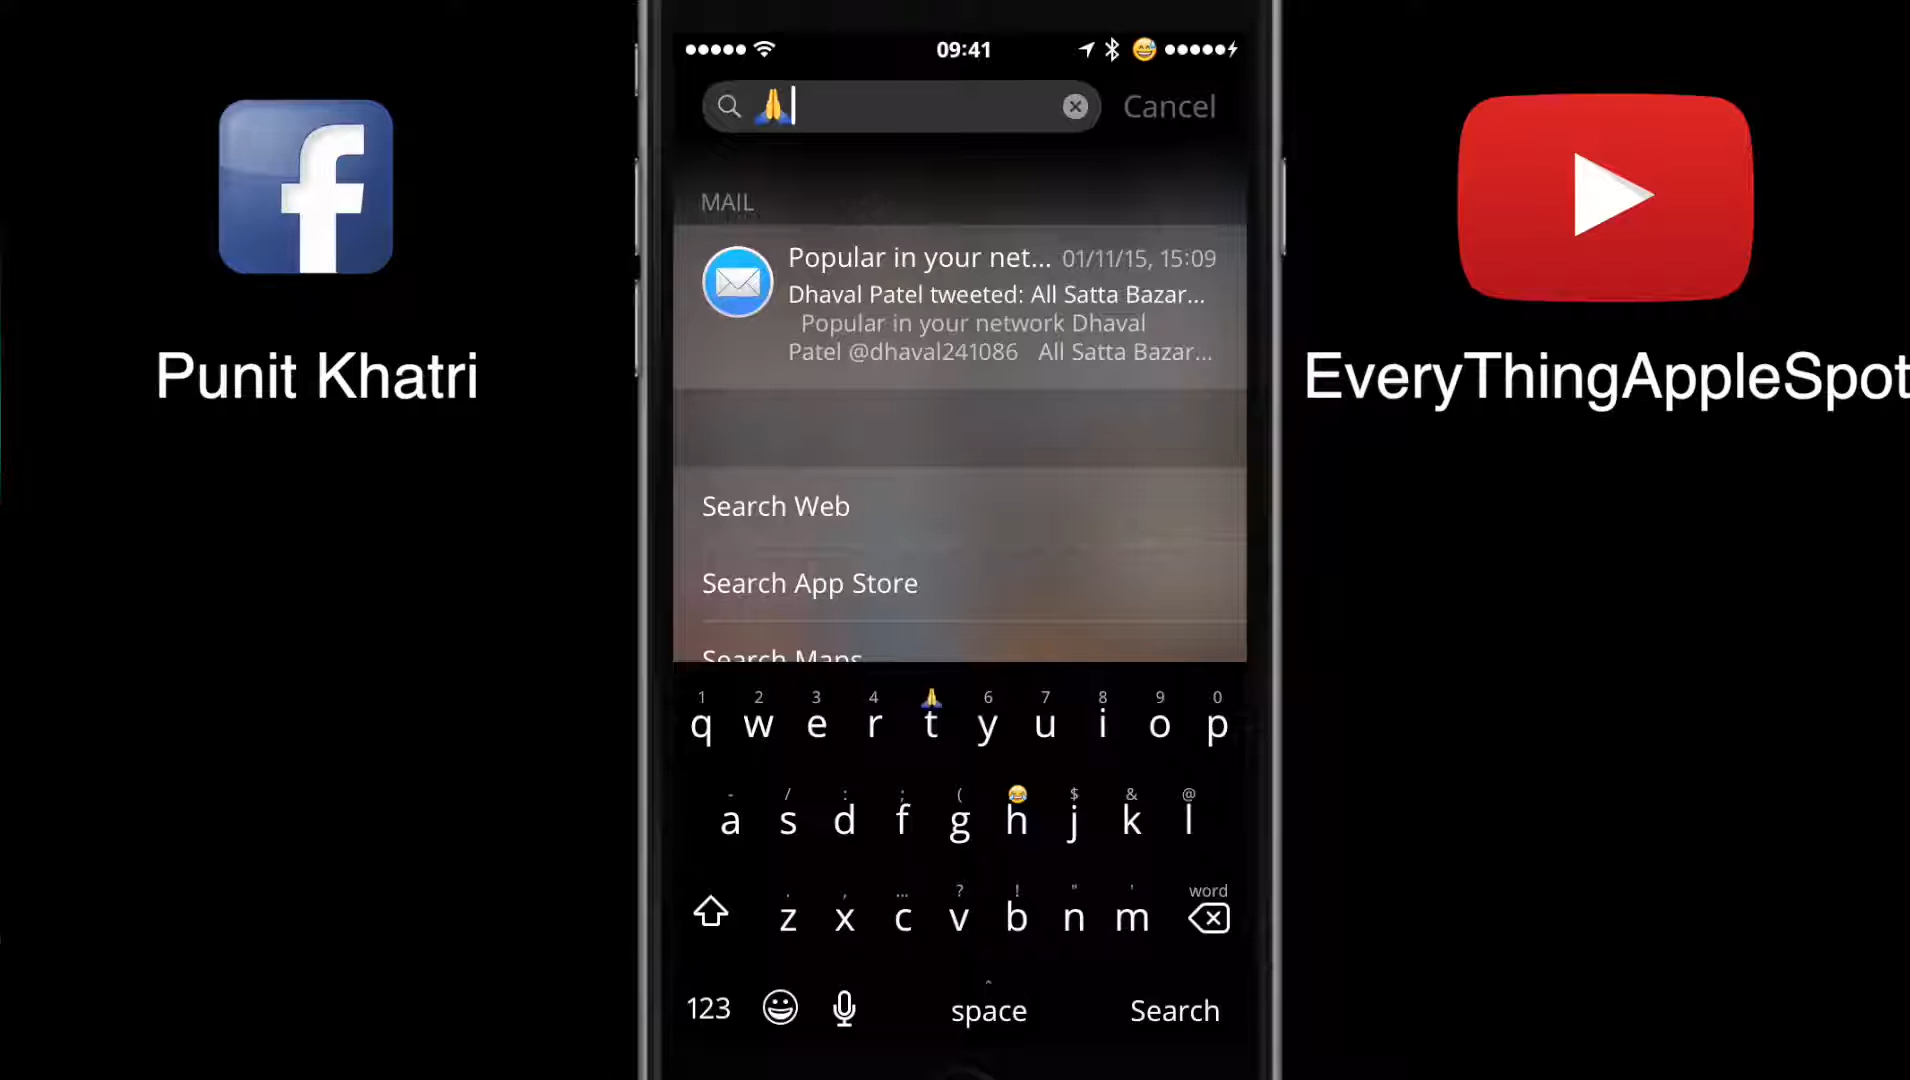 09:41
🙏
Cancel
MAIL
Popular in your net... 01/11/15, 15:09
Dhaval Patel tweeted: All Satta Bazar...
Popular in your network Dhaval
Patel @dhaval241086 All Satta Bazar...
Search Web
Search App Store
Search Maps
1 2 3 4 🙏 6 7 8 9 0
q w e r t y u i o p
- / : ; ( 😂 $ & @
a s d f g h j k l
. , ... ? ! " ' word
z x c v b n m
^
123 space Search
f
Punit Khatri
EveryThingAppleSpot